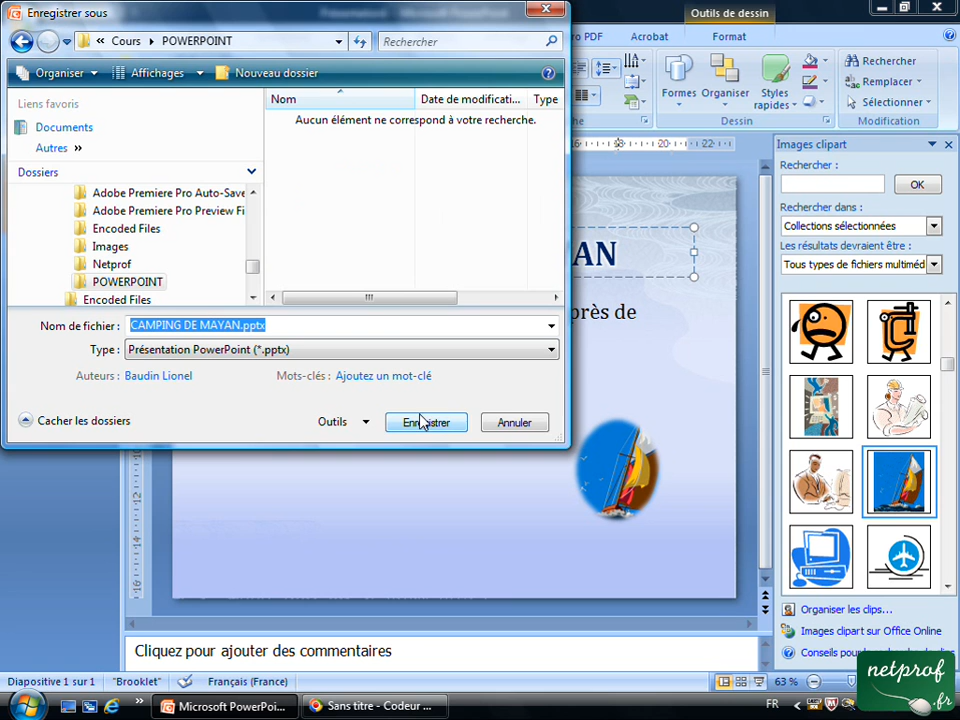 Enregistrer sous
Outils de dessin
« Cours POWERPOINT
Rechercher
PDF
Acrobat
Format
Organiser
Affichages
Nouveau dossier
Liens favoris
Documents
Autres »
Dossiers
Adobe Premiere Pro Auto-Save
Adobe Premiere Pro Preview Fi
Encoded Files
Images
Netprof
POWERPOINT
Encoded Files
Nom
Date de modificati...
Type
Aucun élément ne correspond à votre recherche.
Nom de fichier :
CAMPING DE MAYAN.pptx
Type :
Présentation PowerPoint (*.pptx)
Auteurs :
Baudin Lionel
Mots-clés :
Ajoutez un mot-clé
Cacher les dossiers
Outils
Enregistrer
Annuler
Formes
Organiser
Styles rapides
Dessin
Rechercher
Remplacer
Sélectionner
Modification
20
22
AN
près de
Images clipart
Rechercher :
OK
Rechercher dans :
Collections sélectionnées
Les résultats devraient être :
Tous types de fichiers multiméd
Organiser les clips...
Images clipart sur Office Online
Cliquez pour ajouter des commentaires
Diapositive 1 sur 1
"Brooklet"
Français (France)
63 %
netprof
.fr
Microsoft PowerPo...
Sans titre - Codeur ...
FR